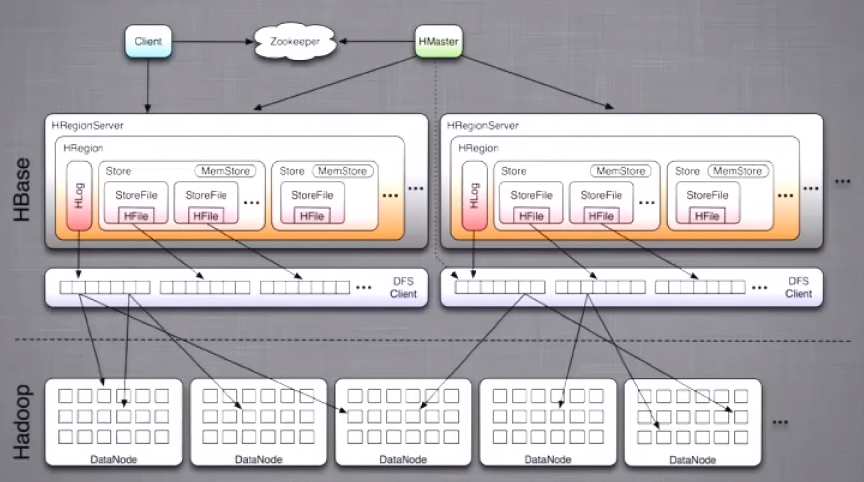 Client
Zookeeper
HMaster
HBase
HRegionServer
HRegion
HLog
Store
MemStore
StoreFile
HFile
StoreFile
HFile
...
Store
MemStore
StoreFile
HFile
...
...
HRegionServer
HRegion
HLog
Store
MemStore
StoreFile
HFile
StoreFile
HFile
...
Store
MemStore
StoreFile
HFile
...
...
...
...
DFS
Client
...
DFS
Client
Hadoop
DataNode
DataNode
DataNode
DataNode
DataNode
...